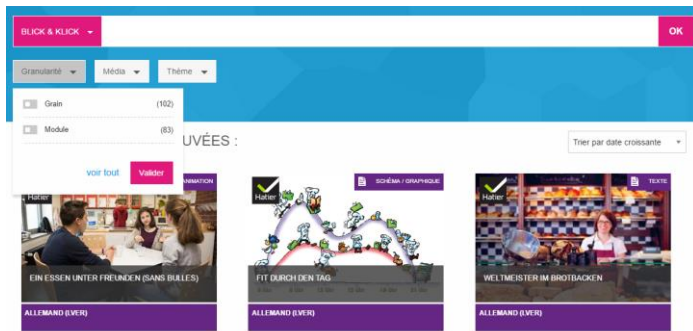 BLICK & KLICK
OK
Granularité
Média
Thème
Grain (102)
Module (83)
UVÉES :
Trier par date croissante
voir tout Valider
ANIMATION
Hatier
SCHÉMA / GRAPHIQUE
Hatier
TEXTE
Hatier
EIN ESSEN UNTER FREUNDEN (SANS BULLES)
FIT DURCH DEN TAG
WELTMEISTER IM BROTBACKEN
ALLEMAND (LVER)
ALLEMAND (LVER)
ALLEMAND (LVER)